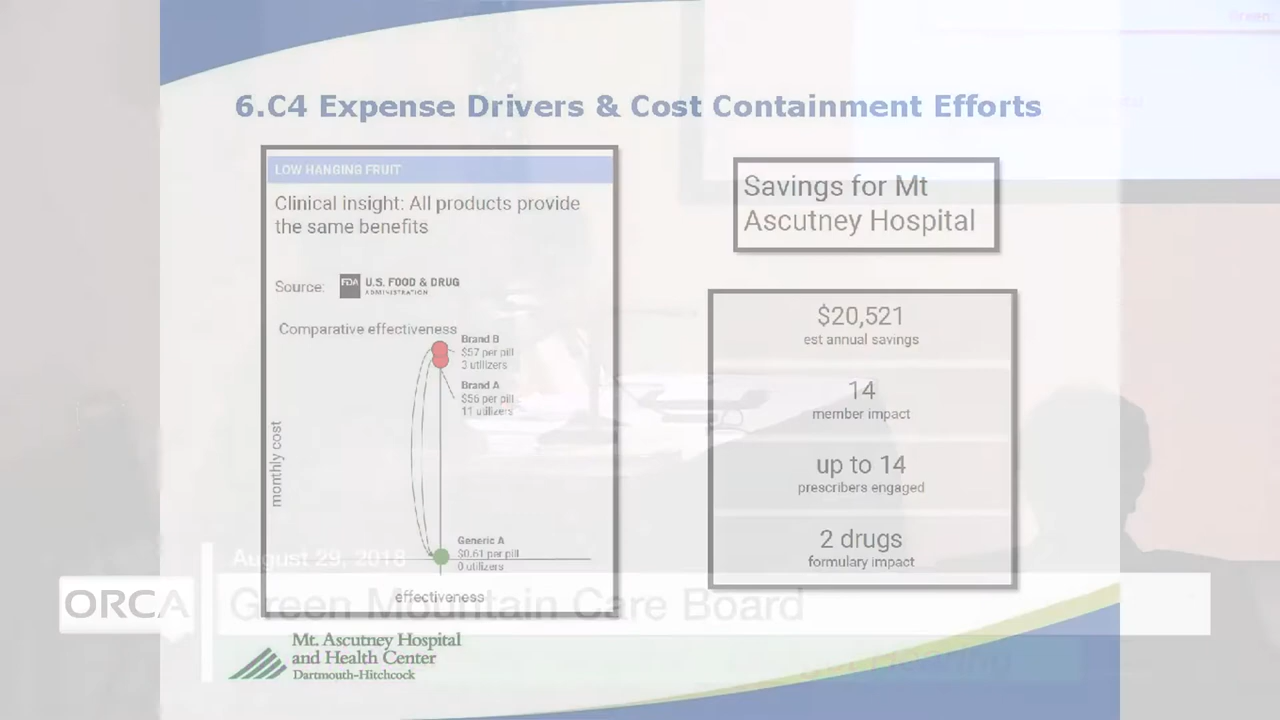 Green
6.C4 Expense Drivers & Cost Containment Efforts
LOW HANGING FRUIT
Clinical insight: All products provide
the same benefits
Source:
FDA
U.S. FOOD & DRUG
ADMINISTRATION
Comparative effectiveness
Brand B
$57 per pill
3 utilizers
Brand A
$56 per pill
11 utilizers
monthly cost
Generic A
$0.61 per pill
0 utilizers
effectiveness
Savings for Mt
Ascutney Hospital
$20,521
est annual savings
14
member impact
up to 14
prescribers engaged
2 drugs
formulary impact
August 29, 2018
ORCA
Green Mountain Care Board
Mt. Ascutney Hospital
and Health Center
Dartmouth-Hitchcock